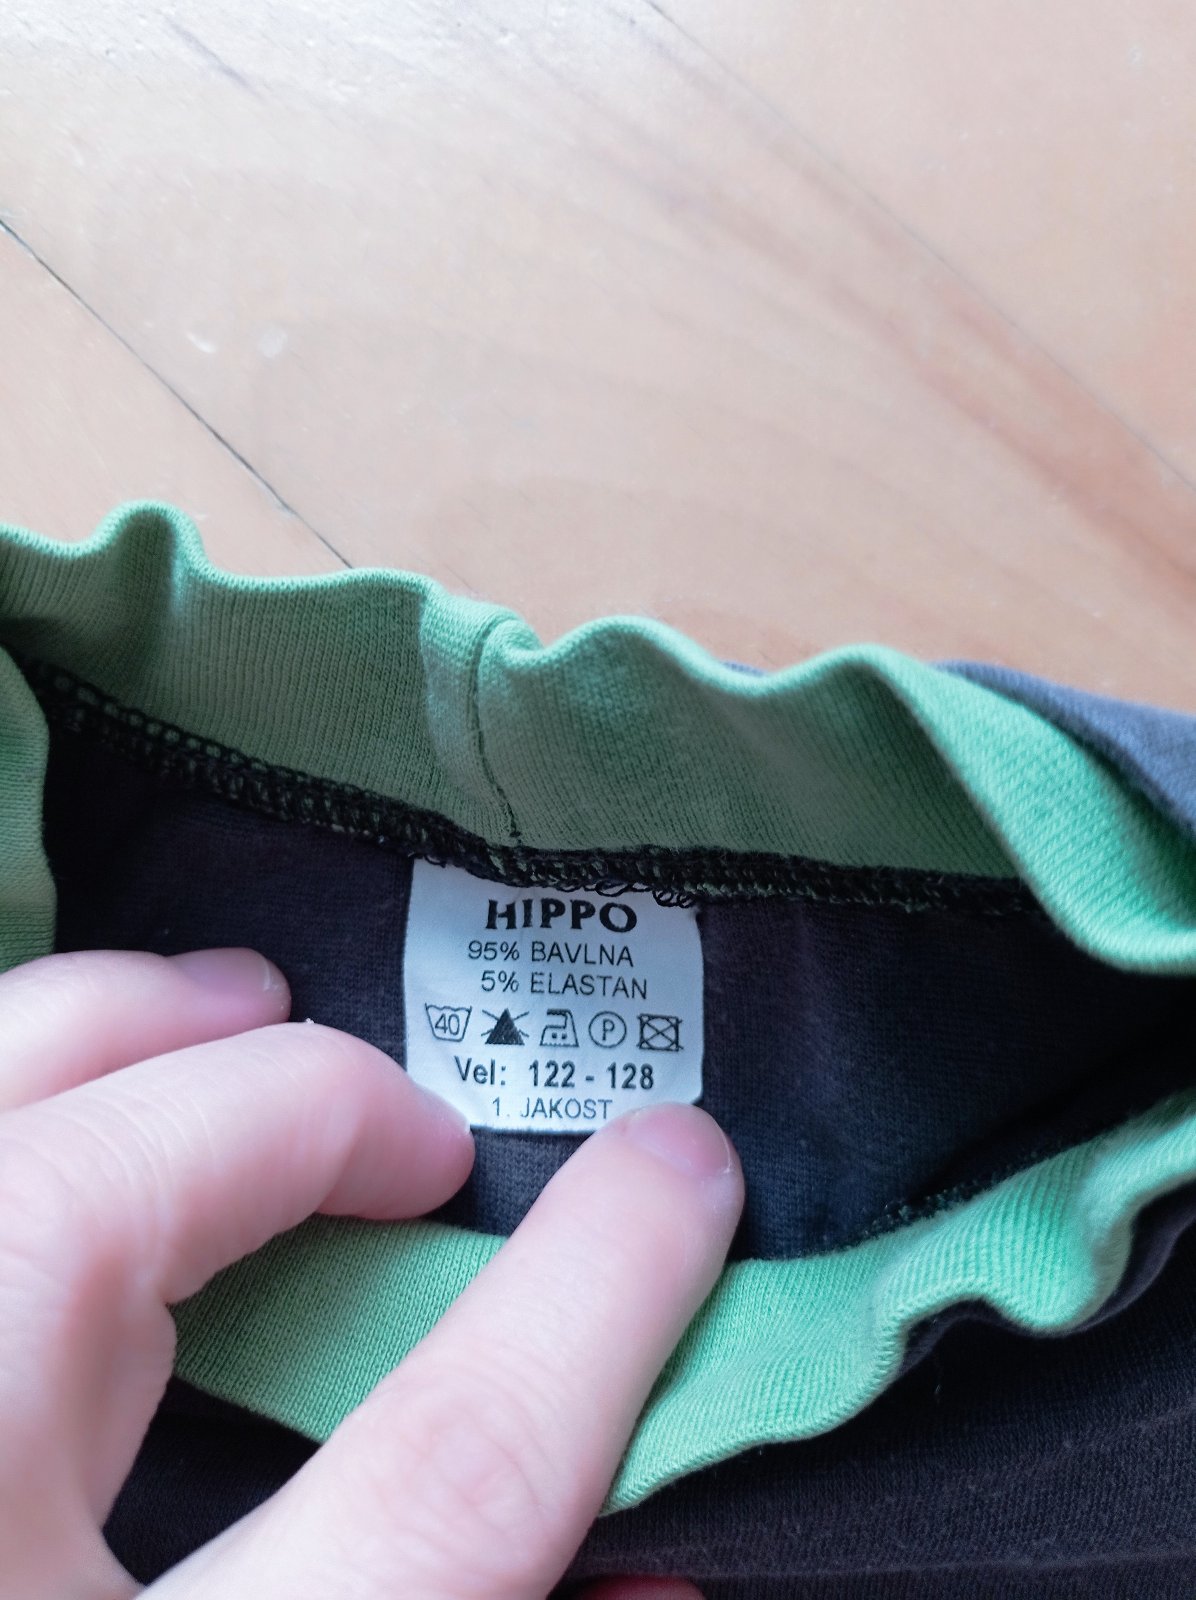 HIPPO
95% BAVLNA
5% ELASTAN
40 P
Vel: 122 - 128
1. JAKOST